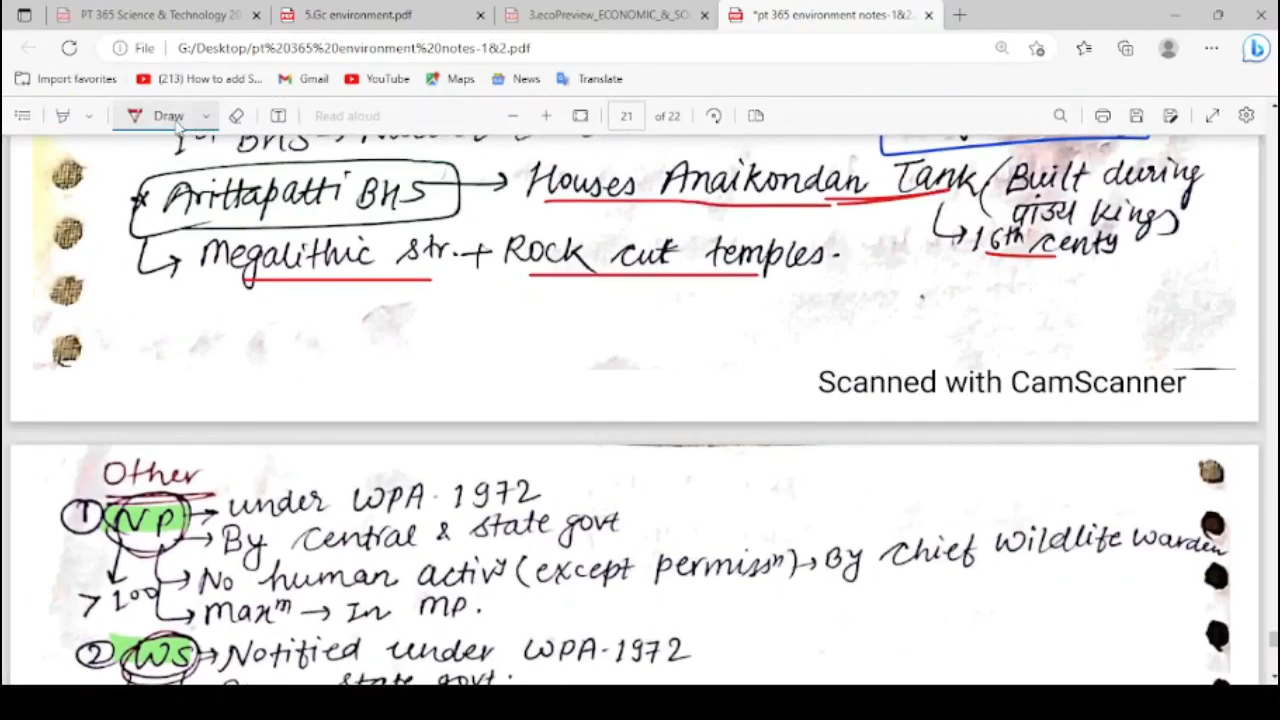 PT 365 Science & Technology 20
5.Gc environment.pdf
3.ecoPreview_ECONOMIC_&_SO
*pt 365 environment notes-1&2.
File
G:/Desktop/pt%20365%20environment%20notes-1&2.pdf
Import favorites
(213) How to add S...
Gmail
YouTube
Maps
News
Translate
Draw
Read aloud
21 of 22
BHS →
* Arittapatti BHS → Houses Anaikondan Tank (Built during
पांड्य kings)
→ 16th centy
→ Megalithic str. + Rock cut temples.
Scanned with CamScanner
Other
① NP → under WPA-1972
→ By Central & state govt
→ No human activ (except permissⁿ) → By chief Wildlife Warden
> 100
→ Maxᵐ → In MP.
② WS → Notified under WPA-1972
state govt.